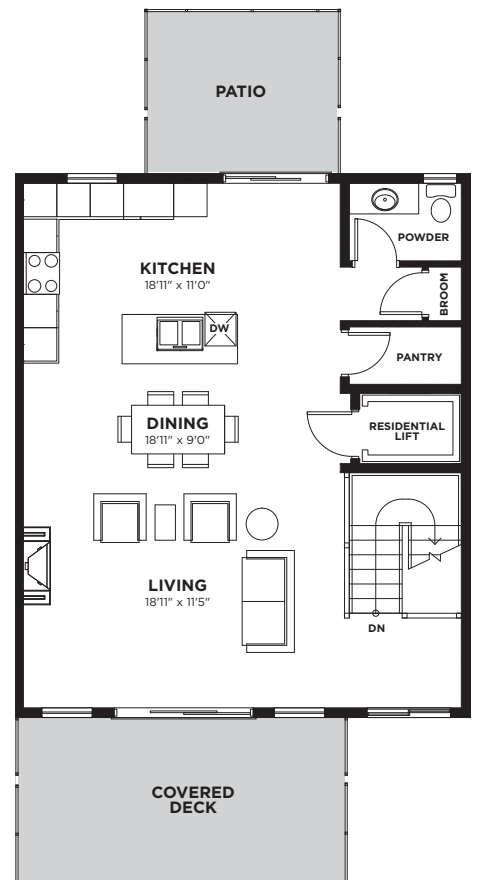 PATIO
POWDER
KITCHEN
18'11" x 11'0"
BROOM
DW
PANTRY
DINING
18'11" x 9'0"
RESIDENTIAL
LIFT
LIVING
18'11" x 11'5"
DN
COVERED
DECK